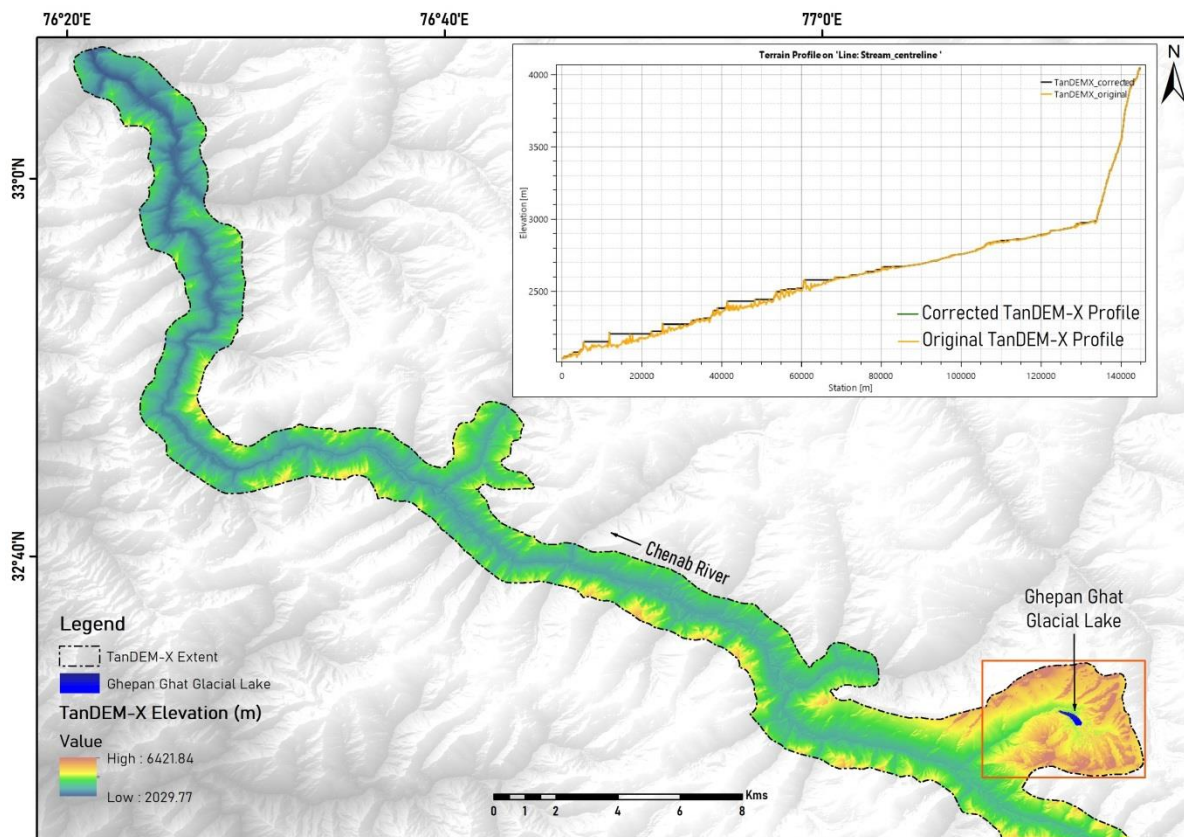 76°20'E
76°40'E
77°0'E
33°0'N
32°40'N
N
Terrain Profile on 'Line: Stream_centreline '
TanDEMX_corrected
TanDEMX_original
Elevation [m]
4000
3500
3000
2500
0
20000
40000
60000
80000
100000
120000
140000
Station [m]
Corrected TanDEM-X Profile
Original TanDEM-X Profile
Chenab River
Ghepan Ghat
Glacial Lake
Legend
TanDEM-X Extent
Ghepan Ghat Glacial Lake
TanDEM-X Elevation (m)
Value
High : 6421.84
Low : 2029.77
Kms
0 0.5 1 2 4 6 8